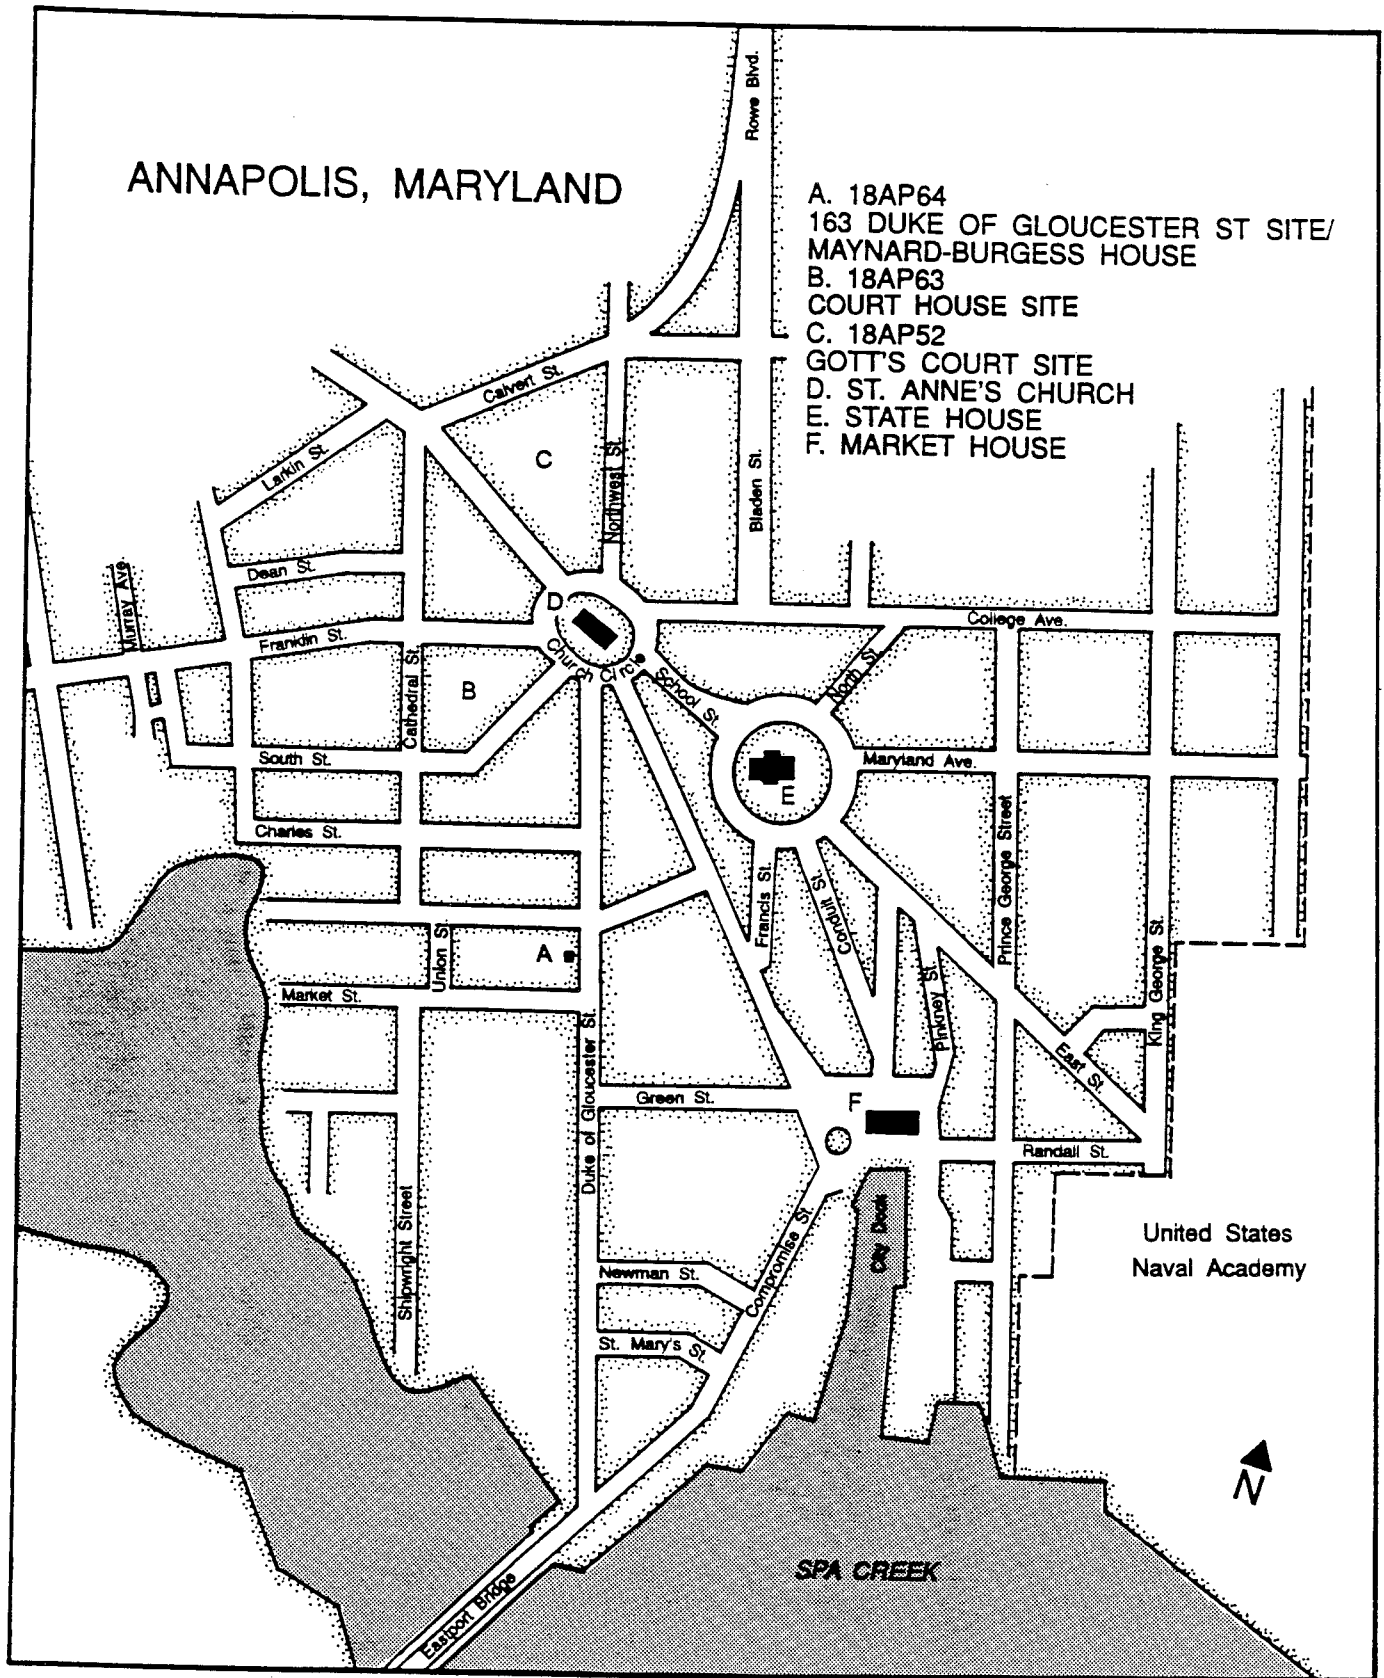 ANNAPOLIS, MARYLAND
A. 18AP64
163 DUKE OF GLOUCESTER ST SITE/
MAYNARD-BURGESS HOUSE
B. 18AP63
COURT HOUSE SITE
C. 18AP52
GOTT'S COURT SITE
D. ST. ANNE'S CHURCH
E. STATE HOUSE
F. MARKET HOUSE
Rowe Blvd.
Calvert St.
Larkin St.
C
Northwest St.
Bladen St.
Dean St.
Murray Ave
D
College Ave.
Franklin St.
Church Circle
School St.
North St.
Cathedral St.
B
South St.
Maryland Ave.
E
Charles St.
Prince George Street
Francis St.
Conduit St.
Union St.
A
Pinkney St.
King George St.
Market St.
Duke of Gloucester St.
East St.
Green St.
F
Randall St.
Shipwright Street
Compromise St.
City Dock
United States
Naval Academy
Newman St.
St. Mary's St.
N
SPA CREEK
Eastport Bridge